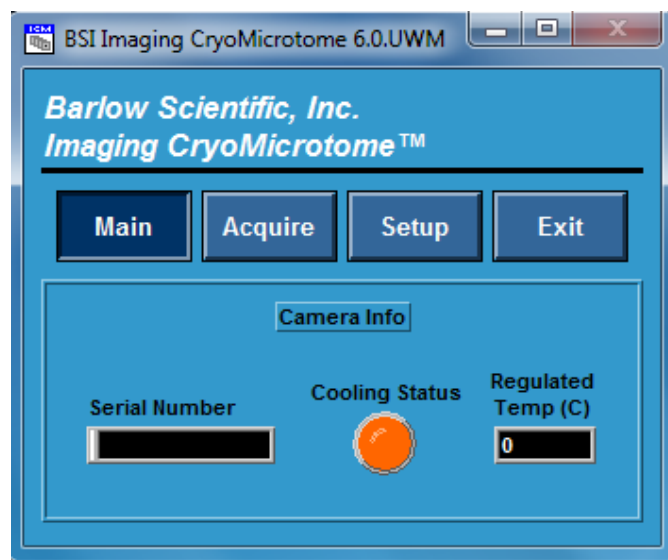 ICM
BSI Imaging CryoMicrotome 6.0.UWM
Barlow Scientific, Inc.
Imaging CryoMicrotome™
Main Acquire Setup Exit
Camera Info
Serial Number Cooling Status Regulated Temp (C)
0